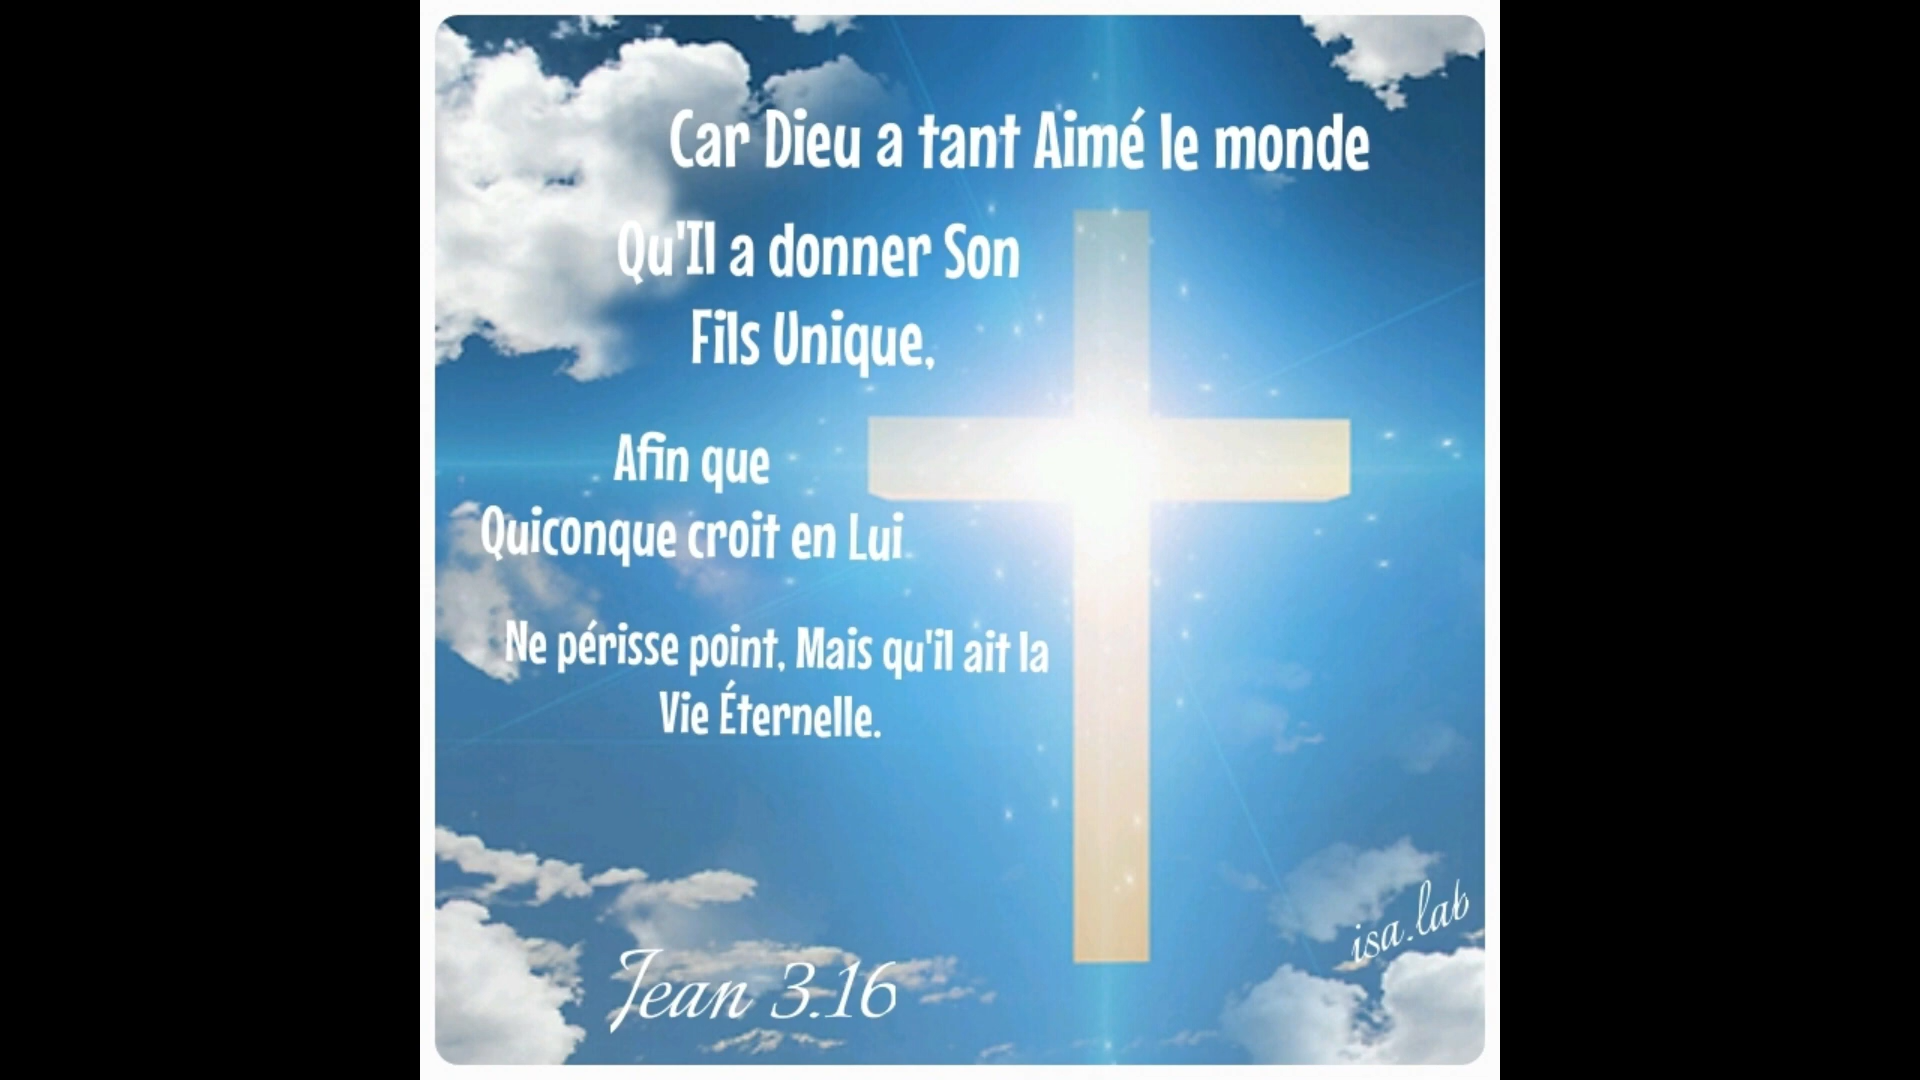 Car Dieu a tant Aimé le monde
Qu'Il a donner Son
Fils Unique,
Afin que
Quiconque croit en Lui
Ne périsse point, Mais qu'il ait la
Vie Éternelle.
isa.lab
Jean 3.16